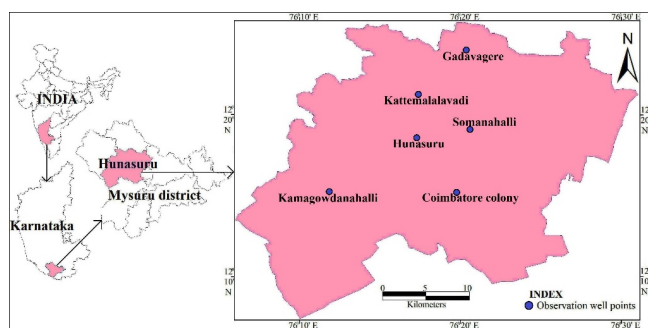 INDIA
Karnataka
Hunasuru
Mysuru district
76°10' E 76°20' E 76°30' E
12° 20' N
12° 10' N
N
Gadavagere
Kattemalalavadi
Somanahalli
Hunasuru
Kamagowdanahalli
Coimbatore colony
0 5 10
Kilometers
INDEX
Observation well points
12° 20' N
12° 10' N
76°10' E 76°20' E 76°30' E